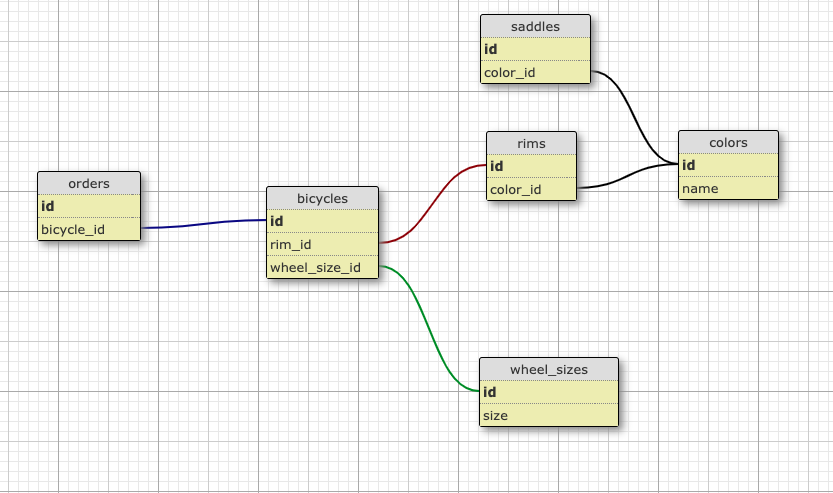 saddles
id
color_id
rims
id
color_id
colors
id
name
orders
id
bicycle_id
bicycles
id
rim_id
wheel_size_id
wheel_sizes
id
size